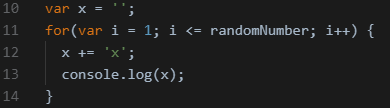 10 var x = '';
11 for(var i = 1; i <= randomNumber; i++) {
12   x += 'x';
13   console.log(x);
14 }